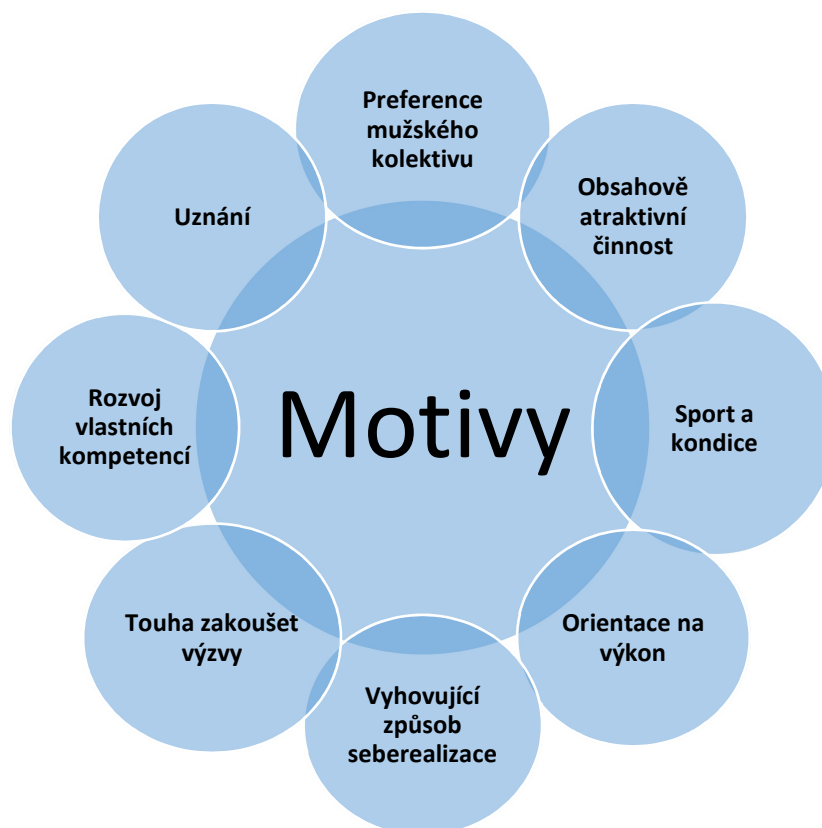 Preference
mužského
kolektivu
Obsahově
atraktivní
činnost
Sport a
kondice
Orientace na
výkon
Vyhovující
způsob
seberealizace
Touha zakoušet
výzvy
Rozvoj
vlastních
kompetencí
Uznání
Motivy